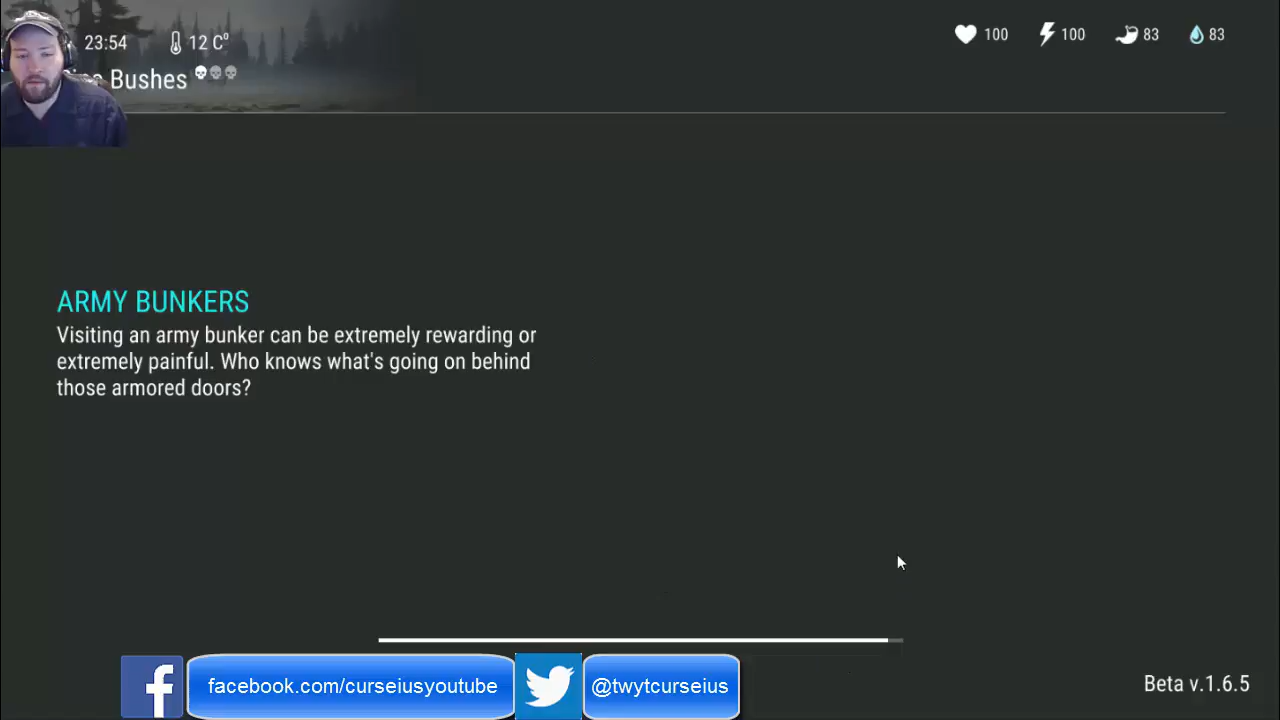 23:54 12 C°
100 100 83 83
Bushes
ARMY BUNKERS
Visiting an army bunker can be extremely rewarding or
extremely painful. Who knows what's going on behind
those armored doors?
facebook.com/curseiusyoutube @twytcurseius
Beta v.1.6.5